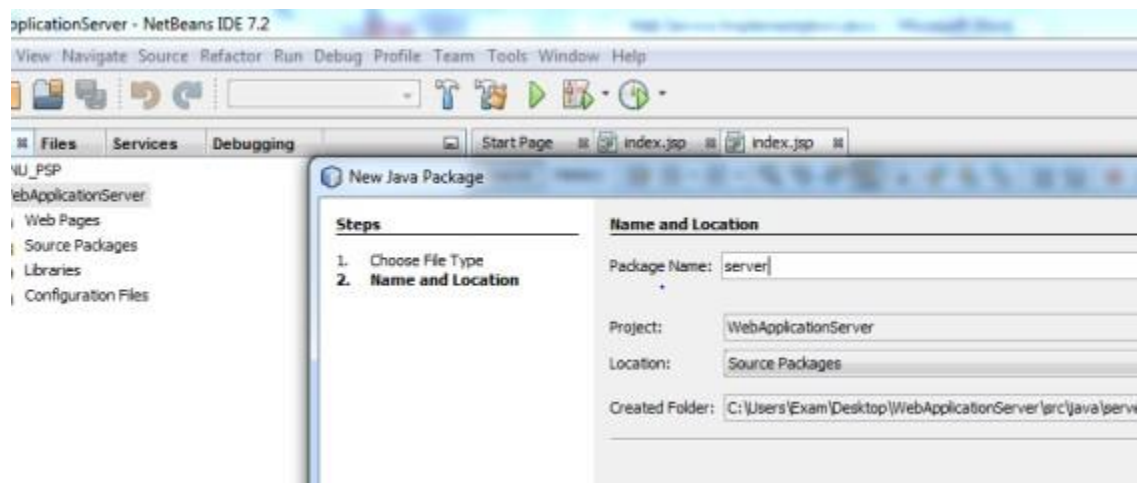 pplicationServer - NetBeans IDE 7.2
View Navigate Source Refactor Run Debug Profile Team Tools Window Help
Files Services Debugging Start Page index.jsp index.jsp
NU_PSP
ebApplicationServer
Web Pages
Source Packages
Libraries
Configuration Files
New Java Package
Steps
1. Choose File Type
2. Name and Location
Name and Location
Package Name: server
Project: WebApplicationServer
Location: Source Packages
Created Folder: C:\Users\Exam\Desktop\WebApplicationServer\src\java\serve